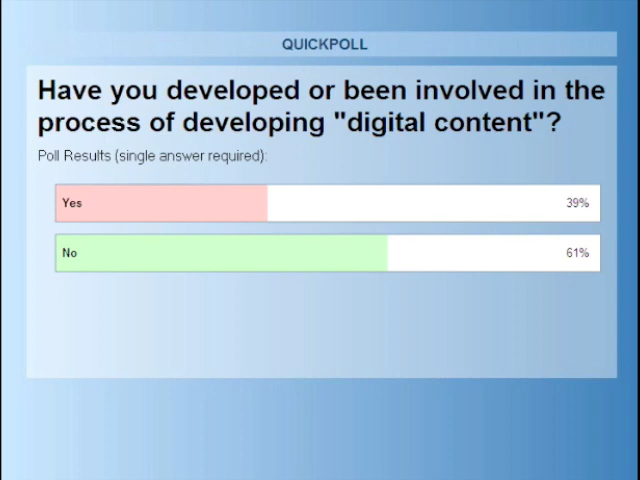 QUICKPOLL
Have you developed or been involved in the
process of developing "digital content"?
Poll Results (single answer required):
Yes 39%
No 61%